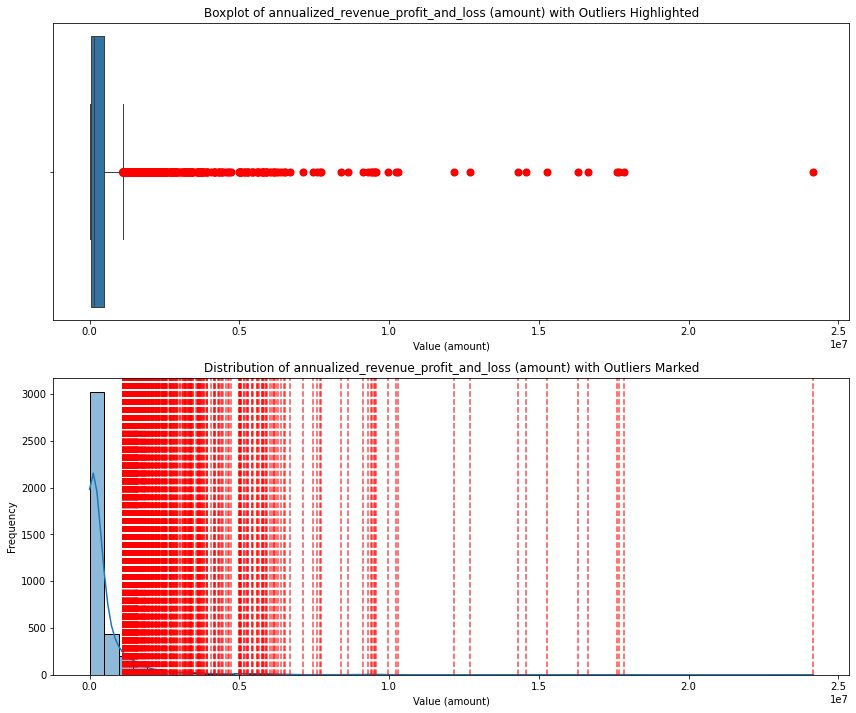 Boxplot of annualized_revenue_profit_and_loss (amount) with Outliers Highlighted
0.0 0.5 1.0 1.5 2.0 2.5
Value (amount)
1e7
Distribution of annualized_revenue_profit_and_loss (amount) with Outliers Marked
3000
2500
2000
1500
1000
500
0
Frequency
0.0 0.5 1.0 1.5 2.0 2.5
Value (amount)
1e7